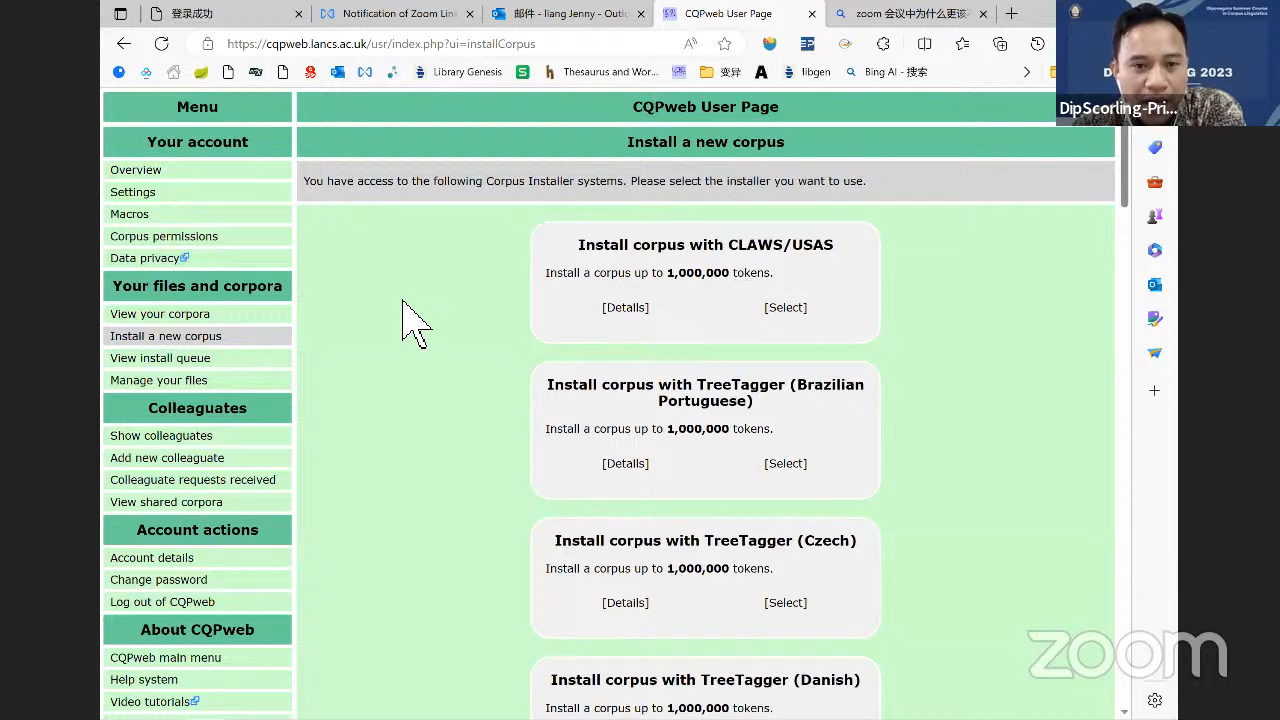 登录成功
Invitation of Zoom Meeting
CQPweb User Page
zoom 会议中为什么
https://cqpweb.lancs.ac.uk/usr/index.php?ui=installCorpus
Library Genesis
Thesaurus and Wor...
变异
libgen
Bing AI - 搜索
Diponegoro Summer Course
in Corpus Linguistics
2023
DipScorling-Pri...
Menu
CQPweb User Page
Your account
Install a new corpus
Overview
You have access to the following Corpus Installer systems. Please select the installer you want to use.
Settings
Macros
Corpus permissions
Data privacy
Your files and corpora
View your corpora
Install a new corpus
View install queue
Manage your files
Colleaguates
Show colleaguates
Add new colleaguate
Colleaguate requests received
View shared corpora
Account actions
Account details
Change password
Log out of CQPweb
About CQPweb
CQPweb main menu
Help system
Video tutorials
Install corpus with CLAWS/USAS
Install a corpus up to 1,000,000 tokens.
[Details] [Select]
Install corpus with TreeTagger (Brazilian
Portuguese)
Install a corpus up to 1,000,000 tokens.
[Details] [Select]
Install corpus with TreeTagger (Czech)
Install a corpus up to 1,000,000 tokens.
[Details] [Select]
Install corpus with TreeTagger (Danish)
Install a corpus up to 1,000,000 tokens.
zoom